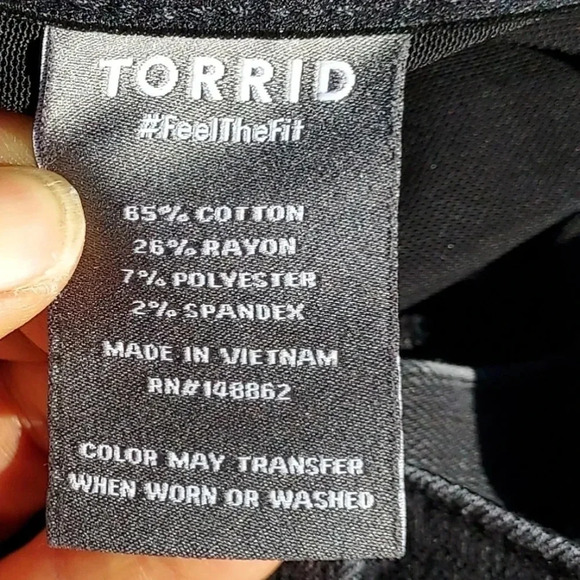 TORRID
#FeelTheFit
65% COTTON
26% RAYON
7% POLYESTER
2% SPANDEX
MADE IN VIETNAM
RN#148862
COLOR MAY TRANSFER
WHEN WORN OR WASHED